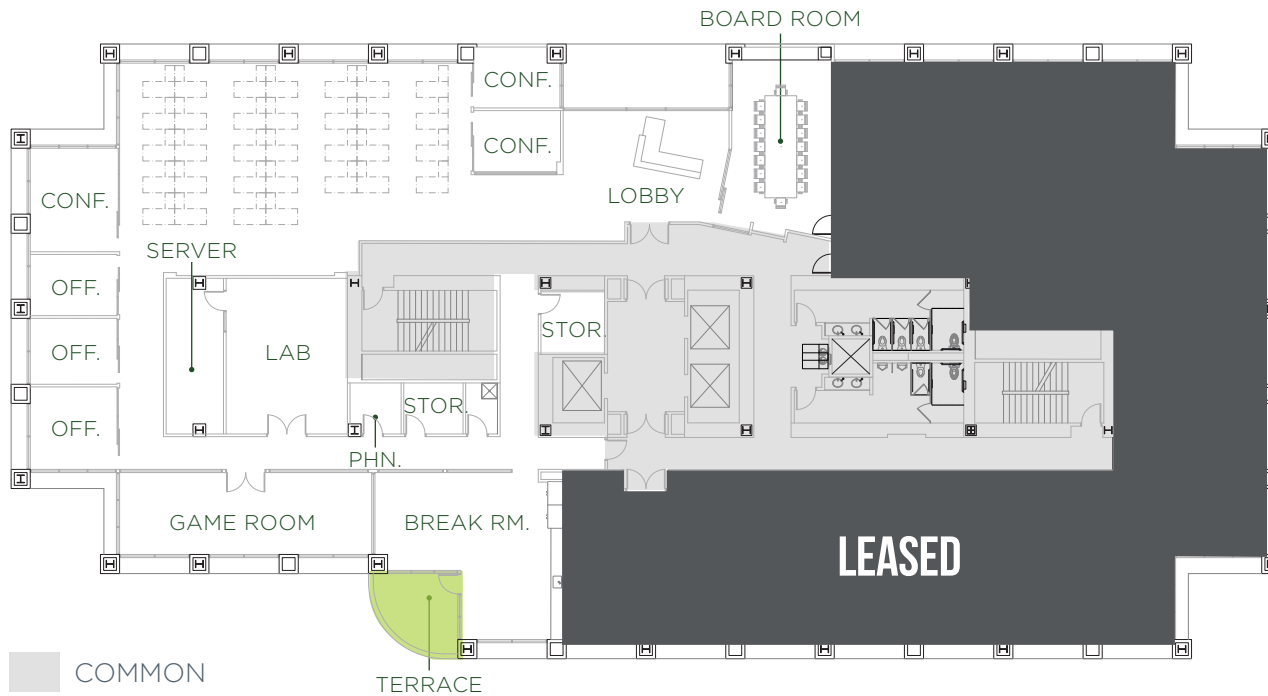 BOARD ROOM
CONF.
CONF.
LOBBY
CONF.
SERVER
OFF.
STOR.
OFF.
LAB
STOR.
OFF.
PHN.
GAME ROOM
BREAK RM.
LEASED
COMMON
TERRACE